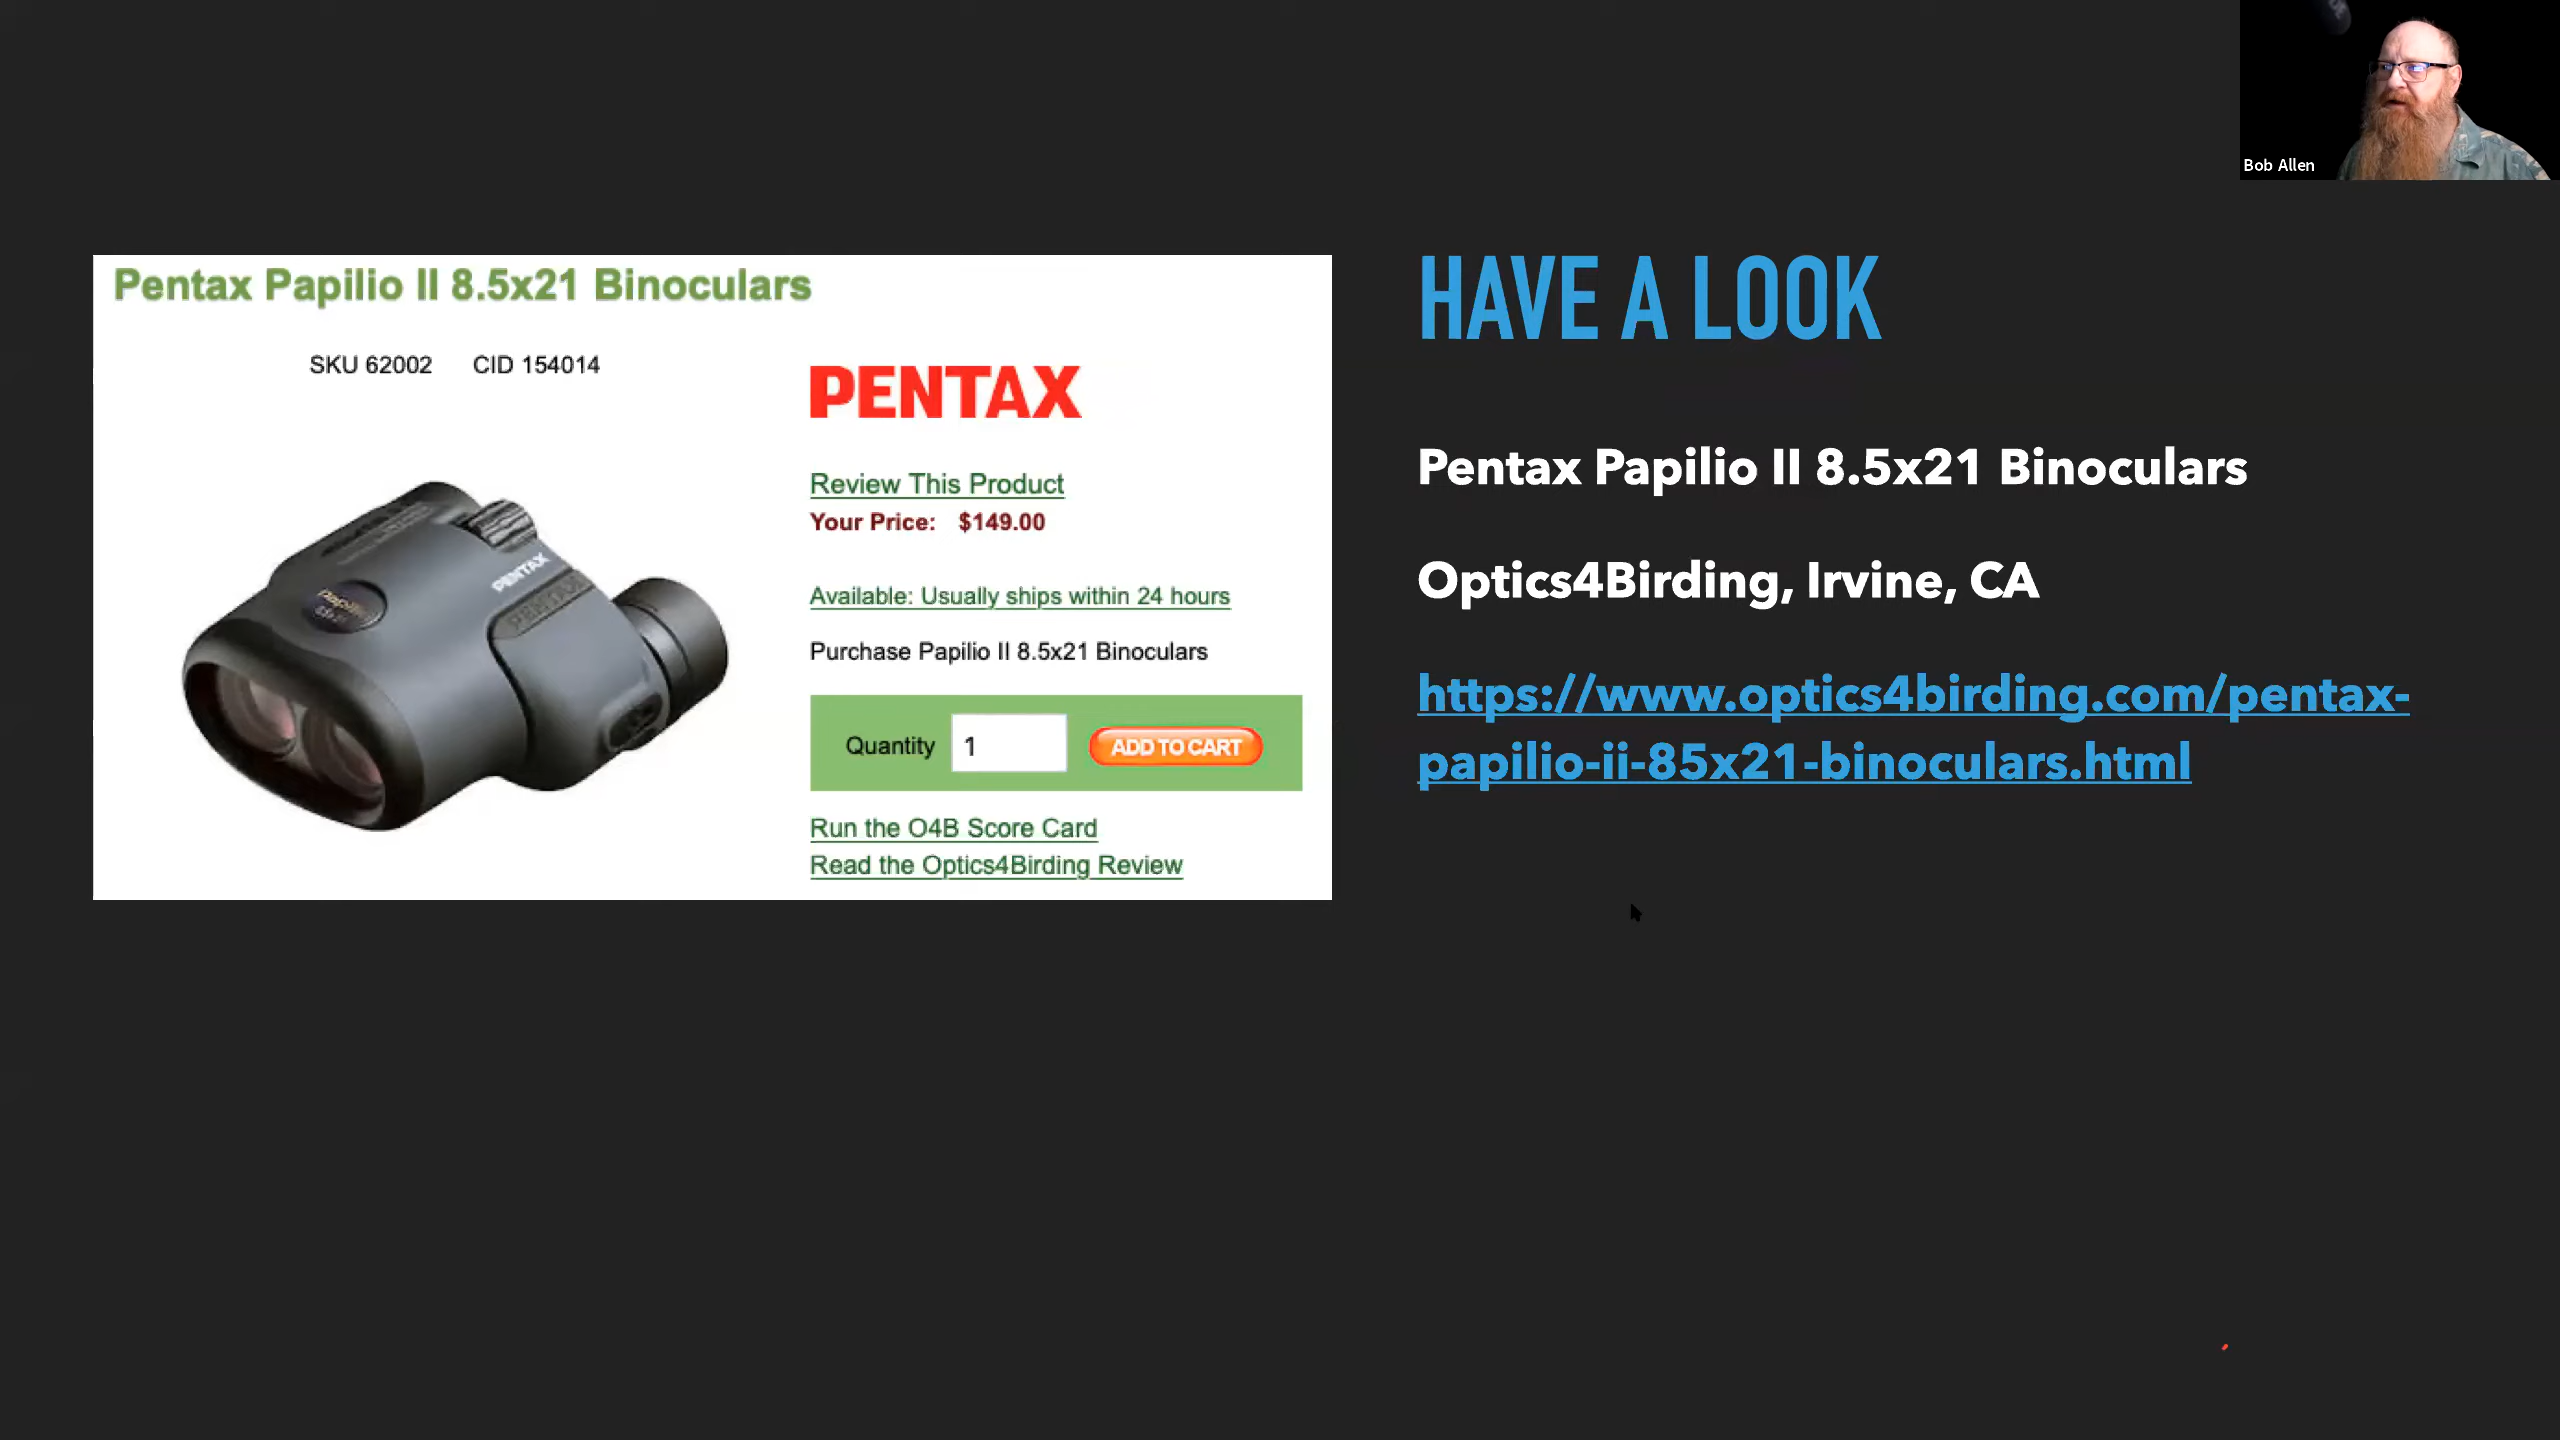 Bob Allen
Pentax Papilio II 8.5x21 Binoculars
SKU 62002 CID 154014
PENTAX
PENTAX
PENTAX
Papilio
Review This Product
Your Price: $149.00
Available: Usually ships within 24 hours
Purchase Papilio II 8.5x21 Binoculars
Quantity 1 ADD TO CART
Run the O4B Score Card
Read the Optics4Birding Review
HAVE A LOOK
Pentax Papilio II 8.5x21 Binoculars
Optics4Birding, Irvine, CA
https://www.optics4birding.com/pentax-
papilio-ii-85x21-binoculars.html